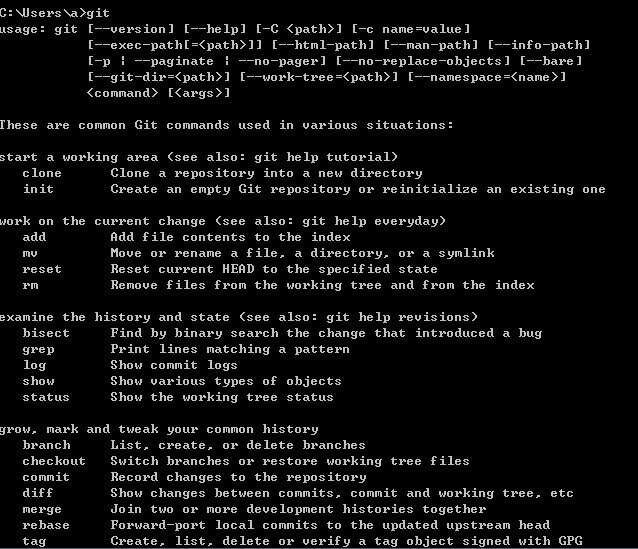 C:\Users\a>git
usage: git [--version] [--help] [-C <path>] [-c name=value]
           [--exec-path[=<path>]] [--html-path] [--man-path] [--info-path]
           [-p ¦ --paginate ¦ --no-pager] [--no-replace-objects] [--bare]
           [--git-dir=<path>] [--work-tree=<path>] [--namespace=<name>]
           <command> [<args>]
These are common Git commands used in various situations:
start a working area (see also: git help tutorial)
   clone      Clone a repository into a new directory
   init       Create an empty Git repository or reinitialize an existing one
work on the current change (see also: git help everyday)
   add        Add file contents to the index
   mv         Move or rename a file, a directory, or a symlink
   reset      Reset current HEAD to the specified state
   rm         Remove files from the working tree and from the index
examine the history and state (see also: git help revisions)
   bisect     Find by binary search the change that introduced a bug
   grep       Print lines matching a pattern
   log        Show commit logs
   show       Show various types of objects
   status     Show the working tree status
grow, mark and tweak your common history
   branch     List, create, or delete branches
   checkout   Switch branches or restore working tree files
   commit     Record changes to the repository
   diff       Show changes between commits, commit and working tree, etc
   merge      Join two or more development histories together
   rebase     Forward-port local commits to the updated upstream head
   tag        Create, list, delete or verify a tag object signed with GPG